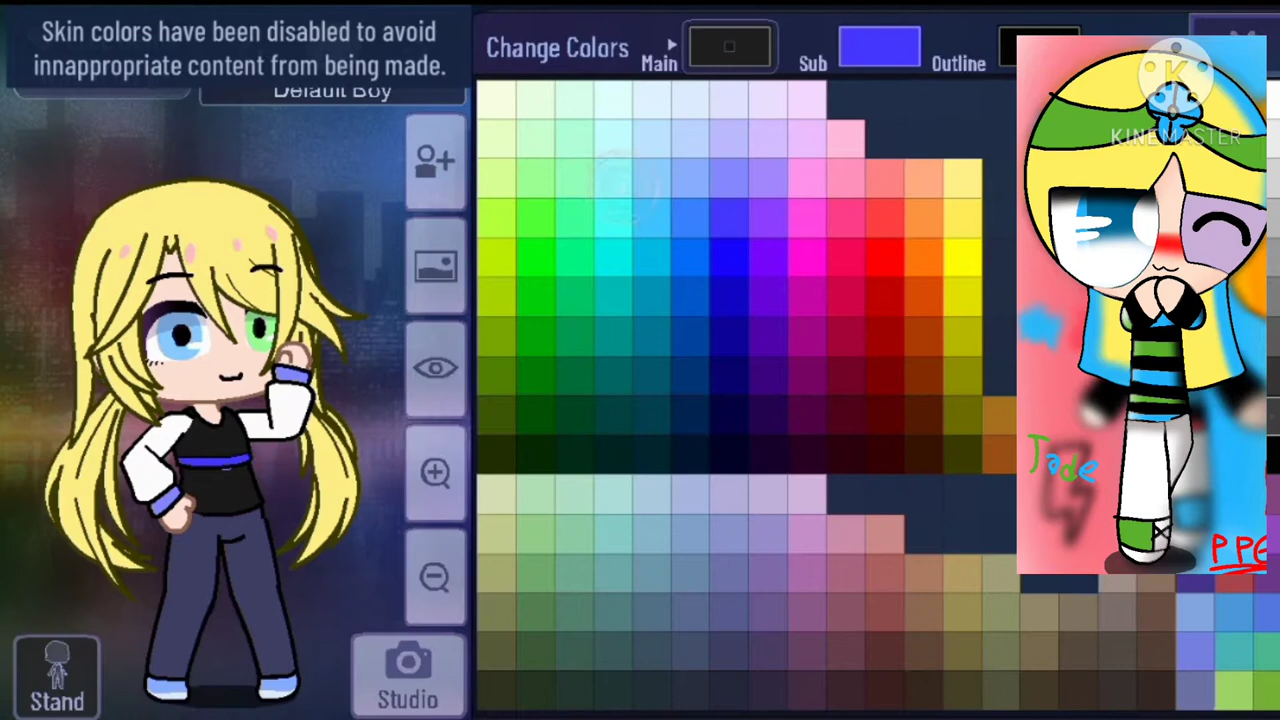 Skin colors have been disabled to avoid
innappropriate content from being made.
Default Boy
Change Colors
Main
Sub
Outline
KINEMASTER
Tade
PPG
Stand
Studio